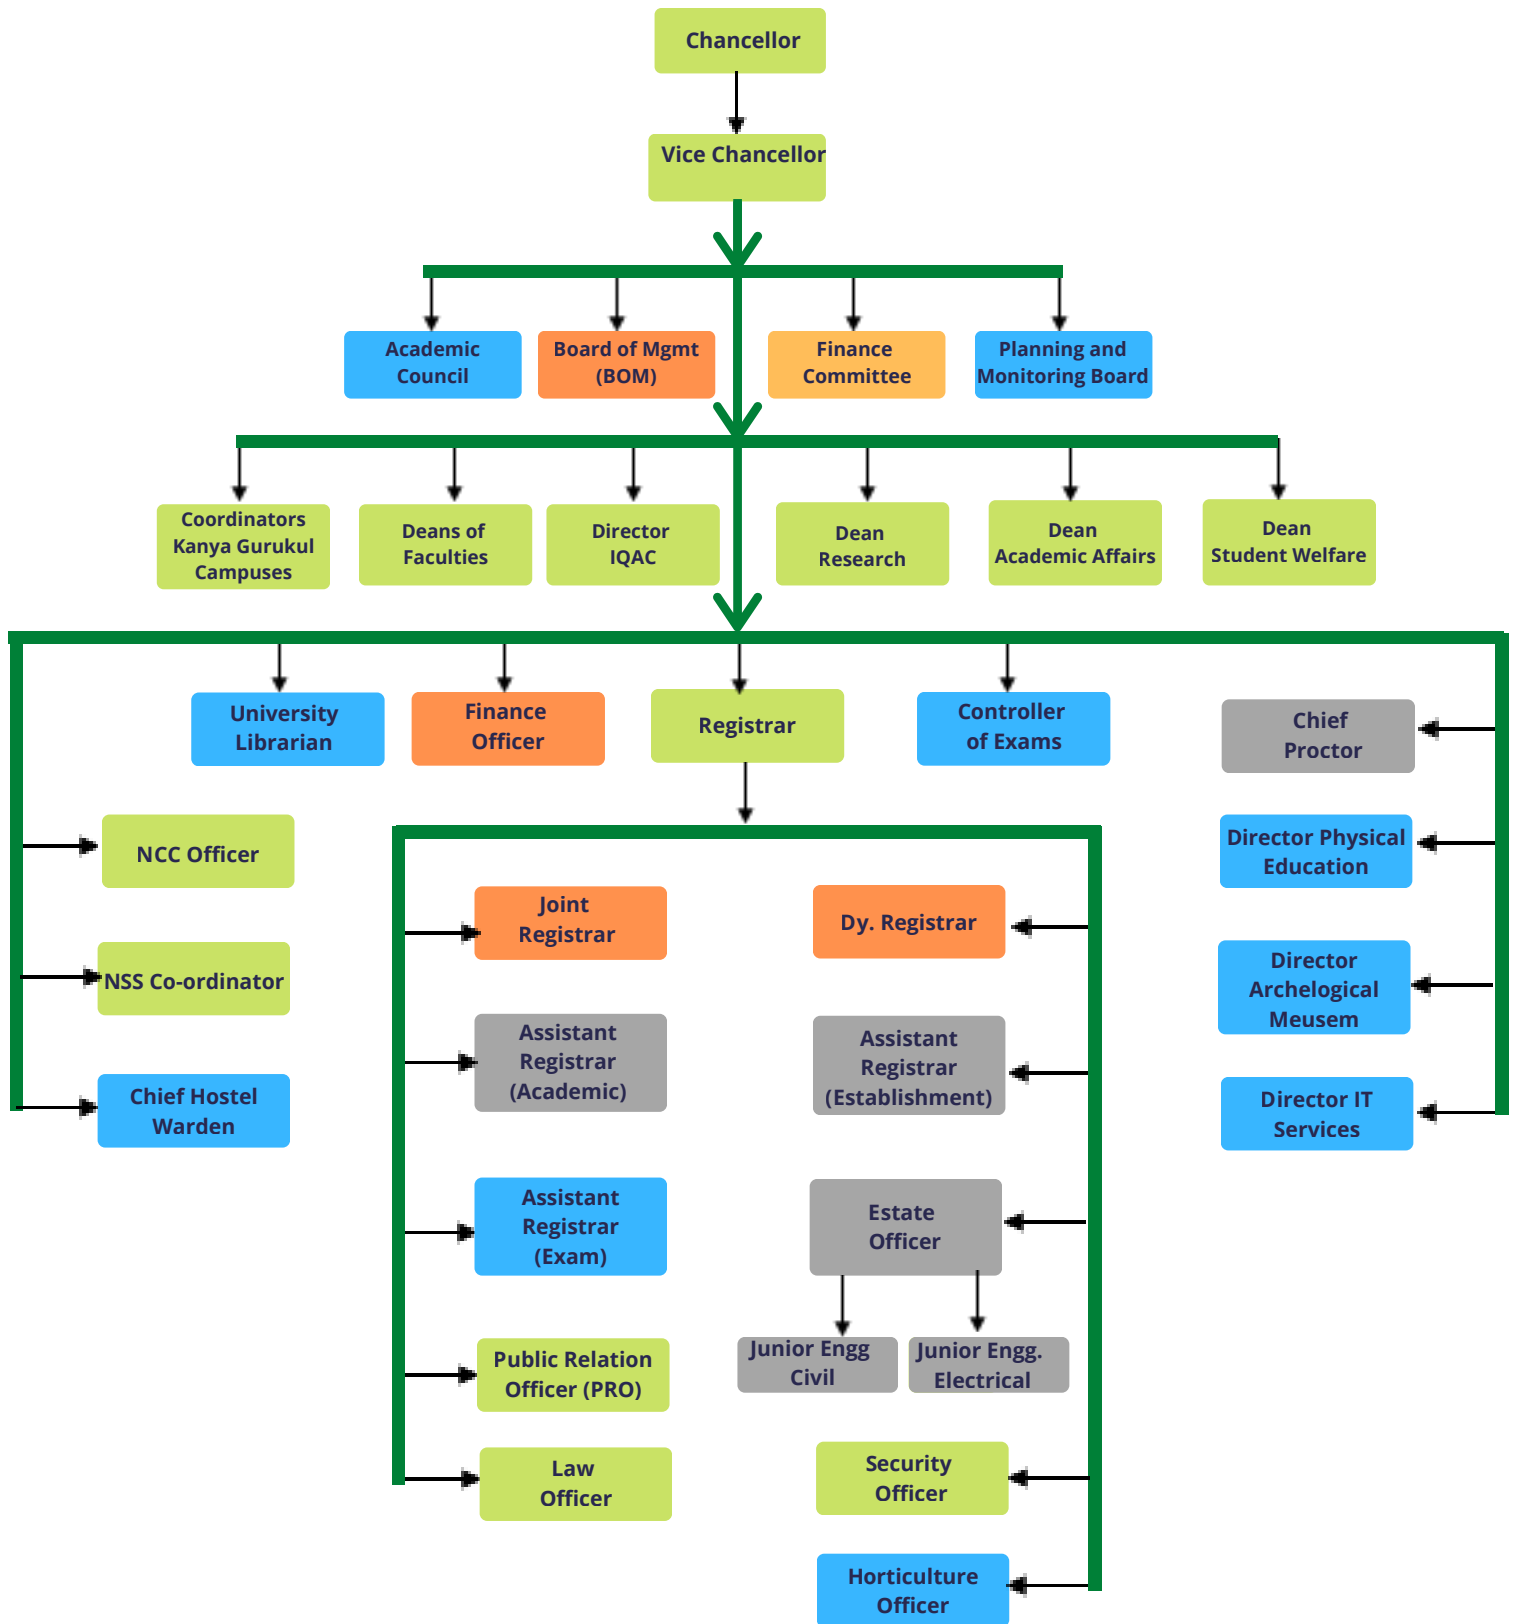 Chancellor
Vice Chancellor
Academic
Council
Board of Mgmt
(BOM)
Finance
Committee
Planning and
Monitoring Board
Coordinators
Kanya Gurukul
Campuses
Deans of
Faculties
Director
IQAC
Dean
Research
Dean
Academic Affairs
Dean
Student Welfare
University
Librarian
Finance
Officer
Registrar
Controller
of Exams
Chief
Proctor
NCC Officer
Director Physical
Education
Joint
Registrar
Dy. Registrar
NSS Co-ordinator
Director
Archelogical
Meusem
Assistant
Registrar
(Academic)
Assistant
Registrar
(Establishment)
Chief Hostel
Warden
Director IT
Services
Assistant
Registrar
(Exam)
Estate
Officer
Public Relation
Officer (PRO)
Junior Engg
Civil
Junior Engg.
Electrical
Law
Officer
Security
Officer
Horticulture
Officer